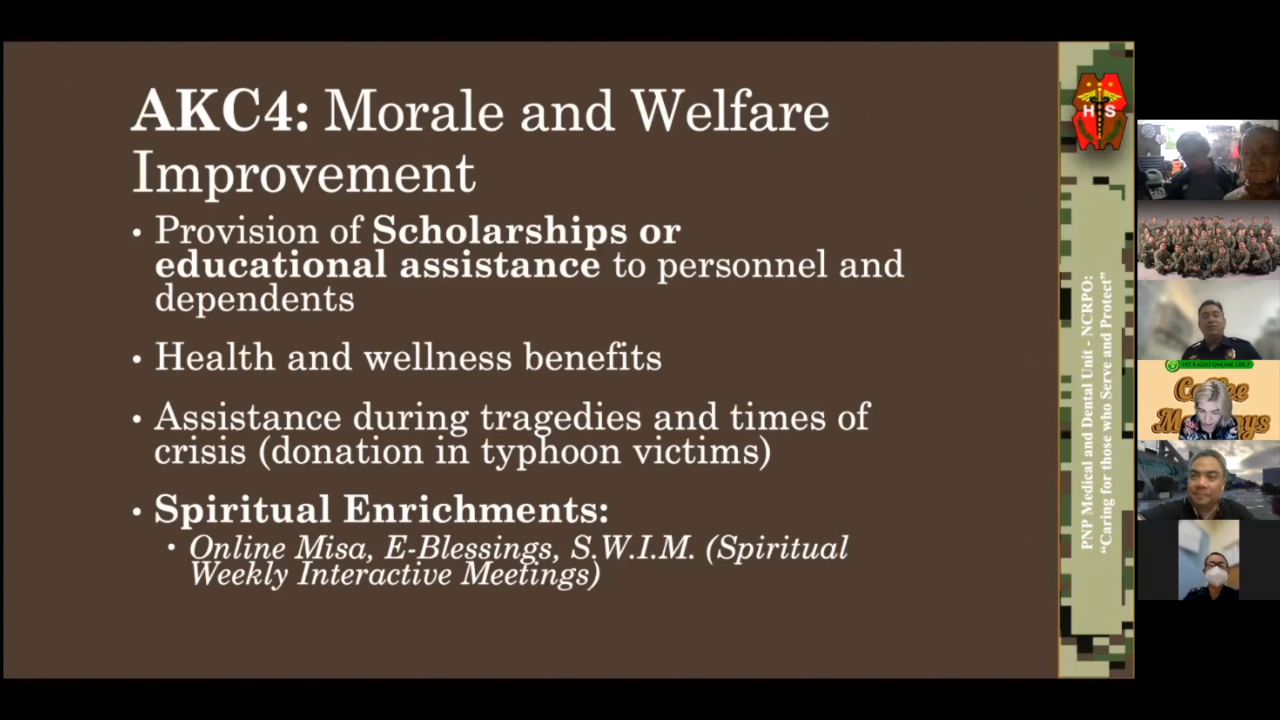 AKC4: Morale and Welfare
Improvement
• Provision of Scholarships or
educational assistance to personnel and
dependents
• Health and wellness benefits
• Assistance during tragedies and times of
crisis (donation in typhoon victims)
• Spiritual Enrichments:
• Online Misa, E-Blessings, S.W.I.M. (Spiritual
Weekly Interactive Meetings)
H S
PNP Medical and Dental Unit - NCRPO:
“Caring for those who Serve and Protect”
Coffee